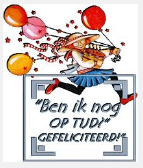 "Ben ik nog
OP TIJD!"
GEFELICITEERD!"